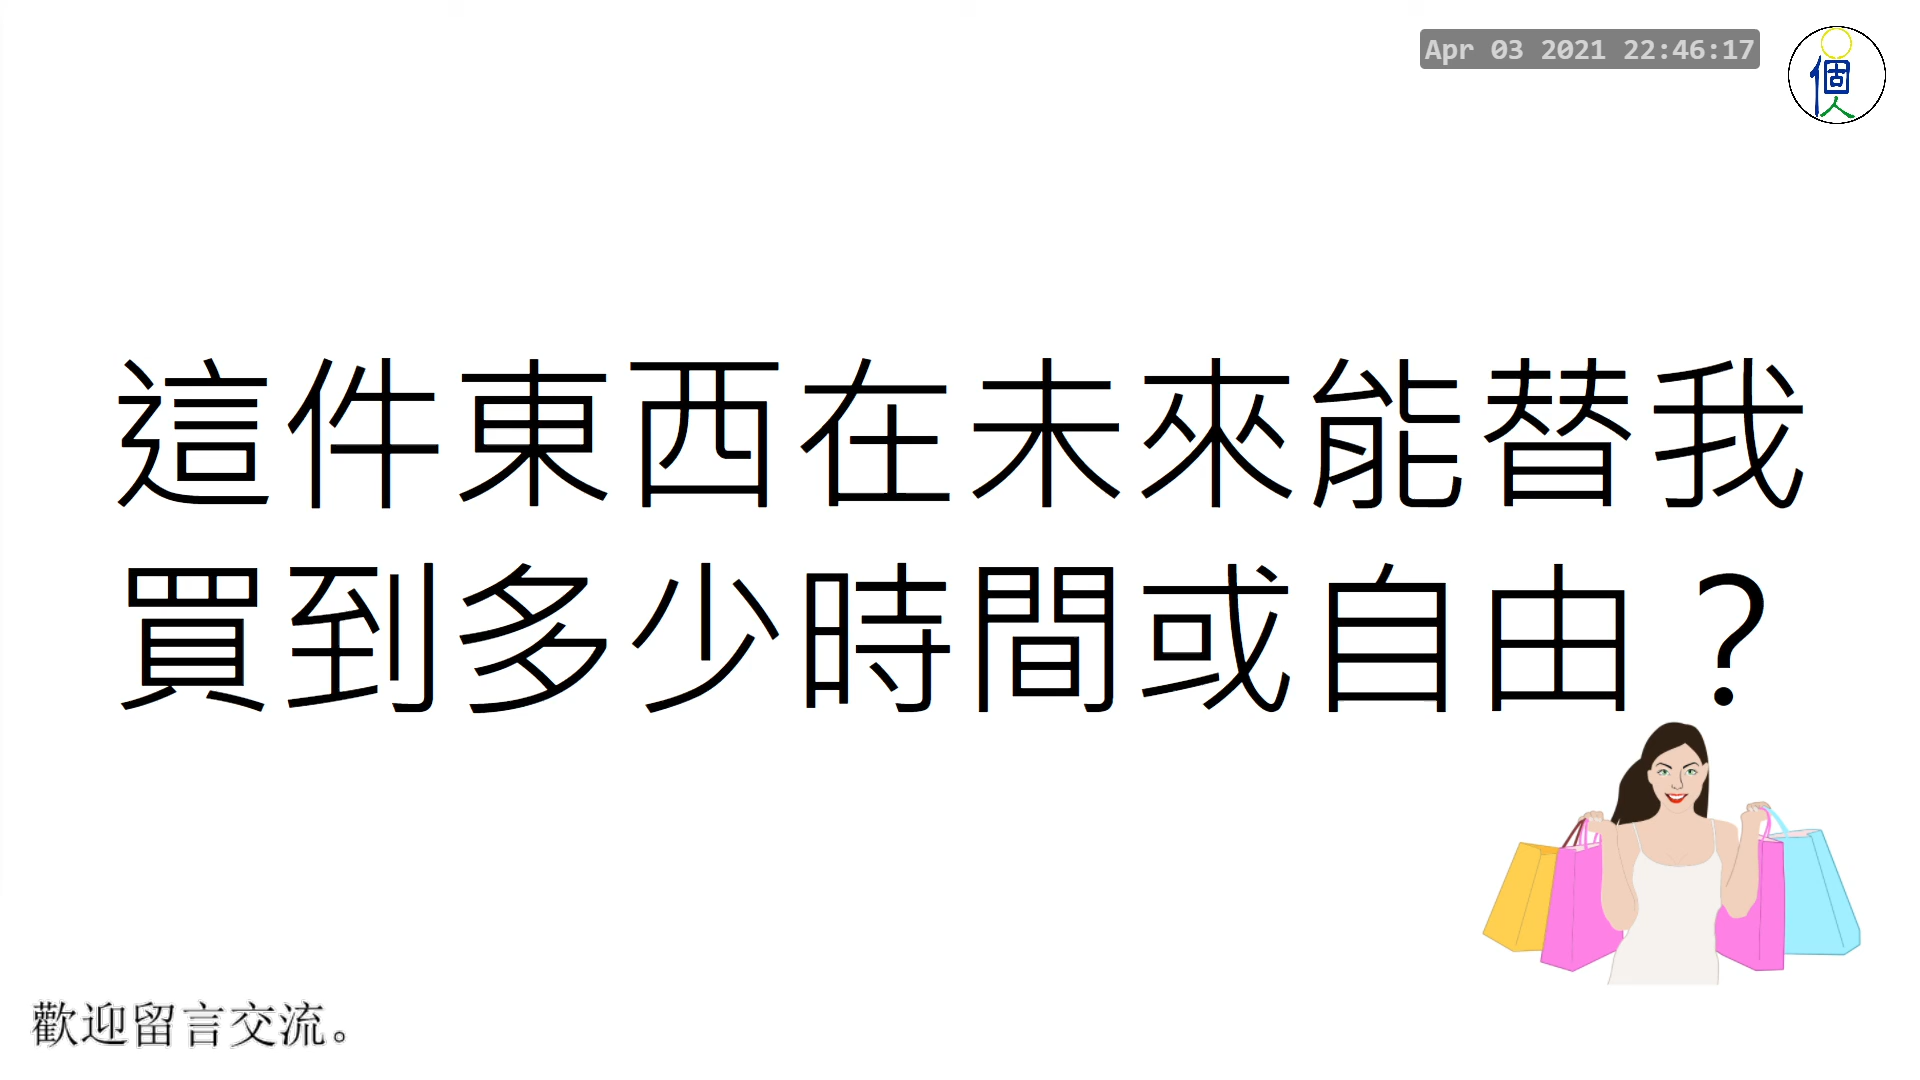 Apr 03 2021 22:46:17
個人
這件東西在未來能替我
買到多少時間或自由？
歡迎留言交流。